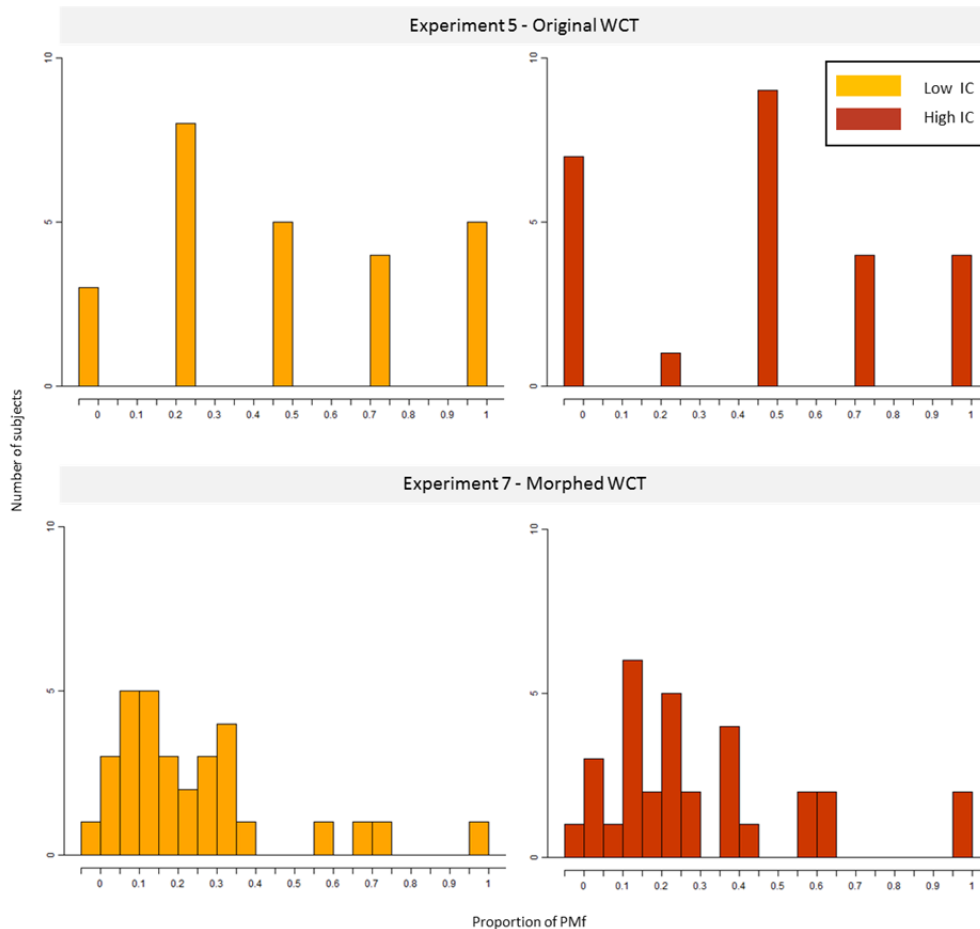 Experiment 5 - Original WCT
Low IC
High IC
10
5
0
0 0.1 0.2 0.3 0.4 0.5 0.6 0.7 0.8 0.9 1
10
5
0
0 0.1 0.2 0.3 0.4 0.5 0.6 0.7 0.8 0.9 1
Number of subjects
Experiment 7 - Morphed WCT
10
5
0
0 0.1 0.2 0.3 0.4 0.5 0.6 0.7 0.8 0.9 1
10
5
0
0 0.1 0.2 0.3 0.4 0.5 0.6 0.7 0.8 0.9 1
Proportion of PMf